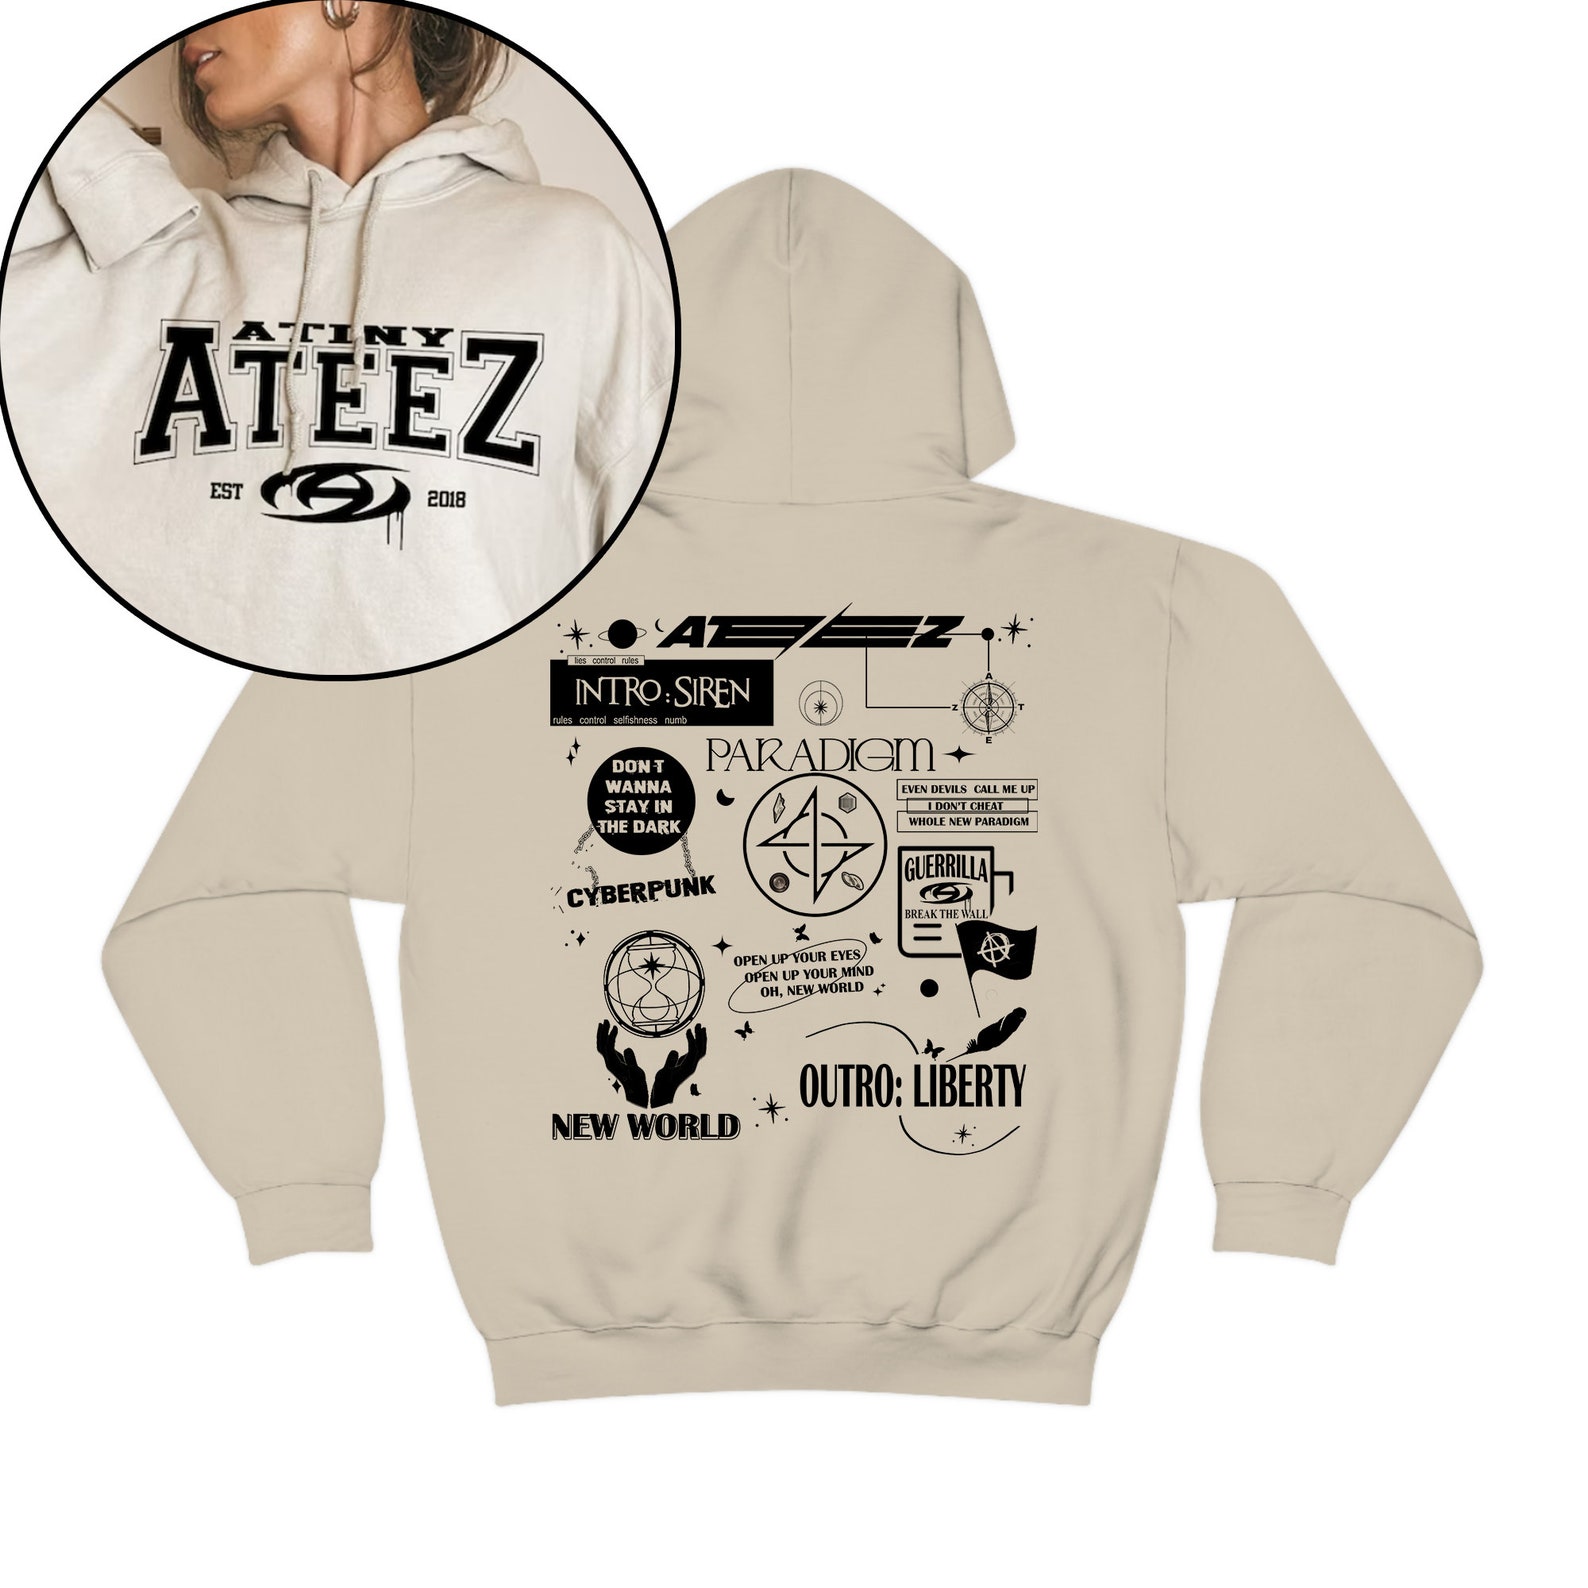 ATINY
ATEEZ
EST 2018
ATEEZ
lies control rules
INTRO : SIREN
rules control selfishness numb
A
Z T
E
PARADIGM
DON'T
WANNA
STAY IN
THE DARK
EVEN DEVILS CALL ME UP
I DON'T CHEAT
WHOLE NEW PARADIGM
CYBERPUNK
GUERRILLA
BREAK THE WALL
OPEN UP YOUR EYES
OPEN UP YOUR MIND
OH, NEW WORLD
OUTRO: LIBERTY
NEW WORLD